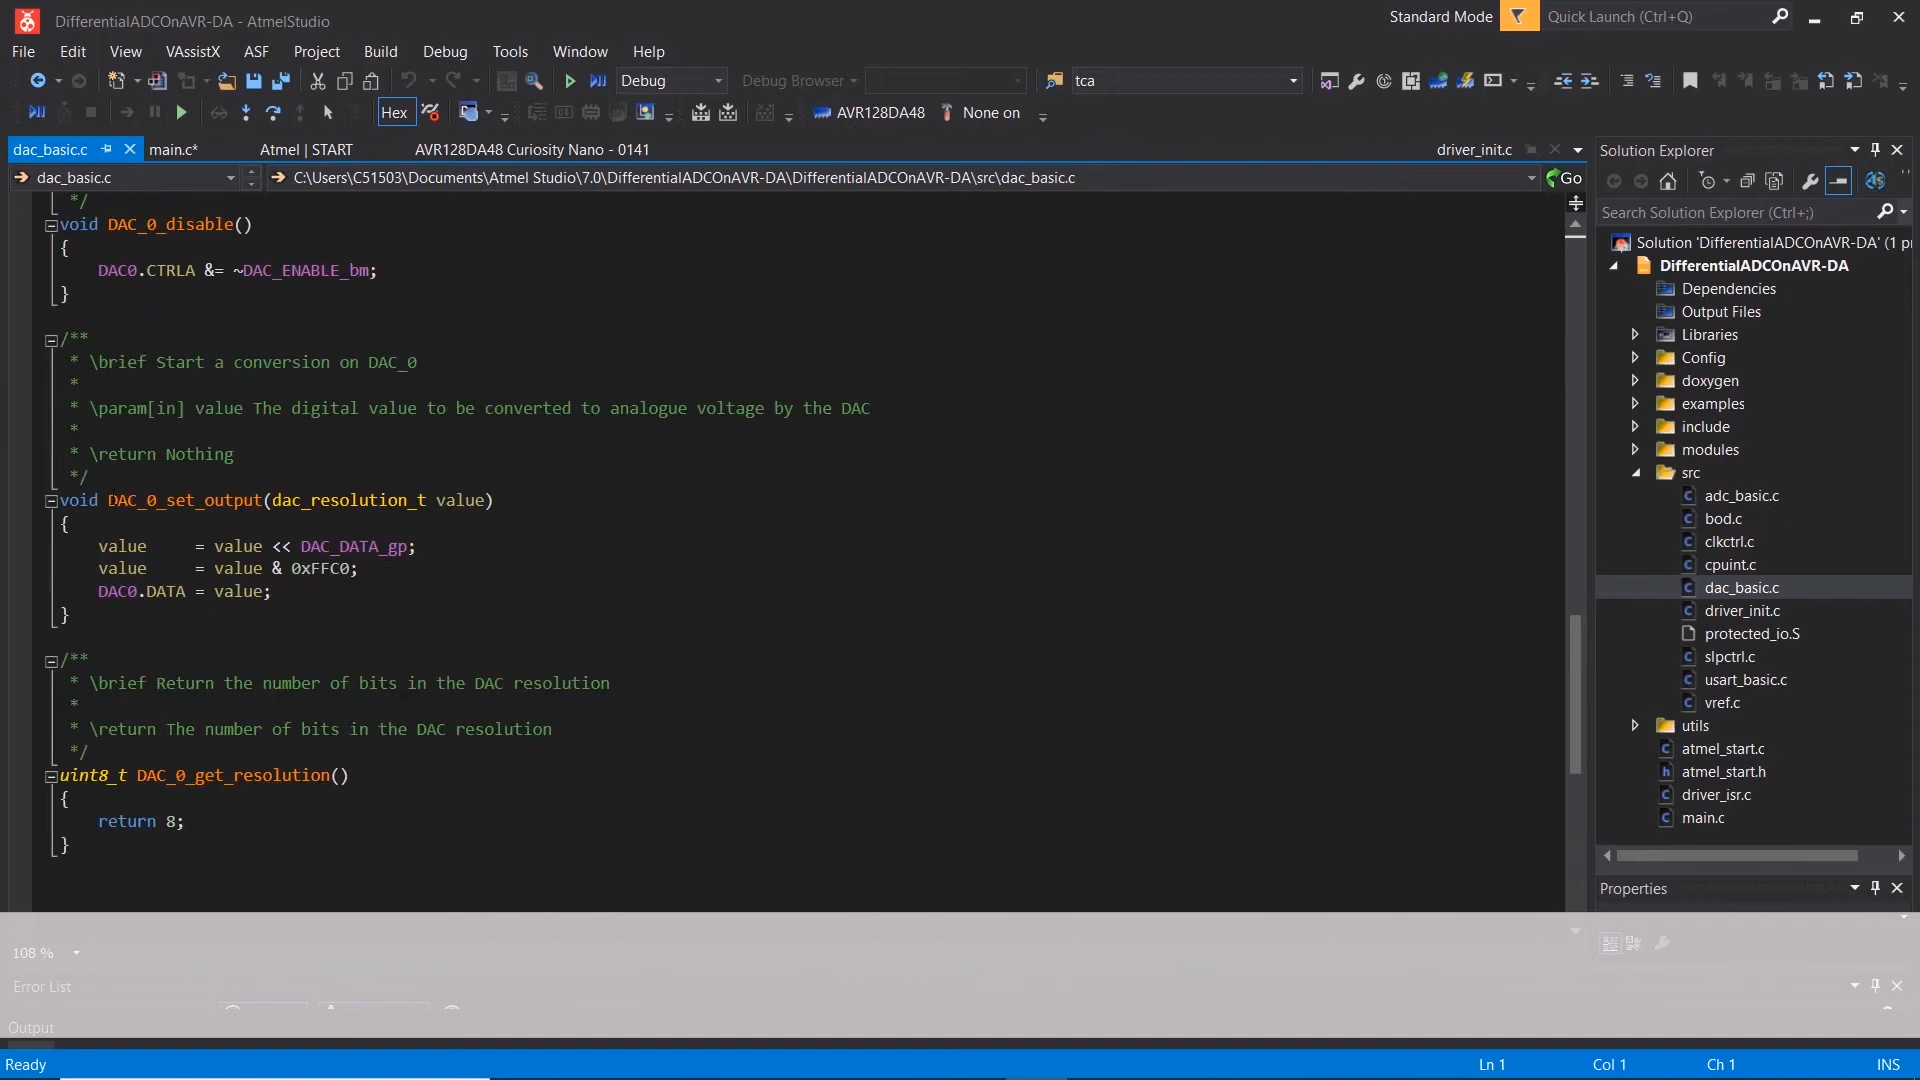 DifferentialADCOnAVR-DA - AtmelStudio
Standard Mode
Quick Launch (Ctrl+Q)
File Edit View VAssistX ASF Project Build Debug Tools Window Help
Debug Debug Browser tca
Hex AVR128DA48 None on
dac_basic.c main.c* Atmel | START AVR128DA48 Curiosity Nano - 0141 driver_init.c
dac_basic.c C:\Users\C51503\Documents\Atmel Studio\7.0\DifferentialADCOnAVR-DA\DifferentialADCOnAVR-DA\src\dac_basic.c Go
*/
void DAC_0_disable()
{
DAC0.CTRLA &= ~DAC_ENABLE_bm;
}
/**
* \brief Start a conversion on DAC_0
*
* \param[in] value The digital value to be converted to analogue voltage by the DAC
*
* \return Nothing
*/
void DAC_0_set_output(dac_resolution_t value)
{
value = value << DAC_DATA_gp;
value = value & 0xFFC0;
DAC0.DATA = value;
}
/**
* \brief Return the number of bits in the DAC resolution
*
* \return The number of bits in the DAC resolution
*/
uint8_t DAC_0_get_resolution()
{
return 8;
}
108 %
Error List
Output
Solution Explorer
Search Solution Explorer (Ctrl+;)
Solution 'DifferentialADCOnAVR-DA' (1 pr
DifferentialADCOnAVR-DA
Dependencies
Output Files
Libraries
Config
doxygen
examples
include
modules
src
adc_basic.c
bod.c
clkctrl.c
cpuint.c
dac_basic.c
driver_init.c
protected_io.S
slpctrl.c
usart_basic.c
vref.c
utils
atmel_start.c
atmel_start.h
driver_isr.c
main.c
Properties
Ready Ln 1 Col 1 Ch 1 INS